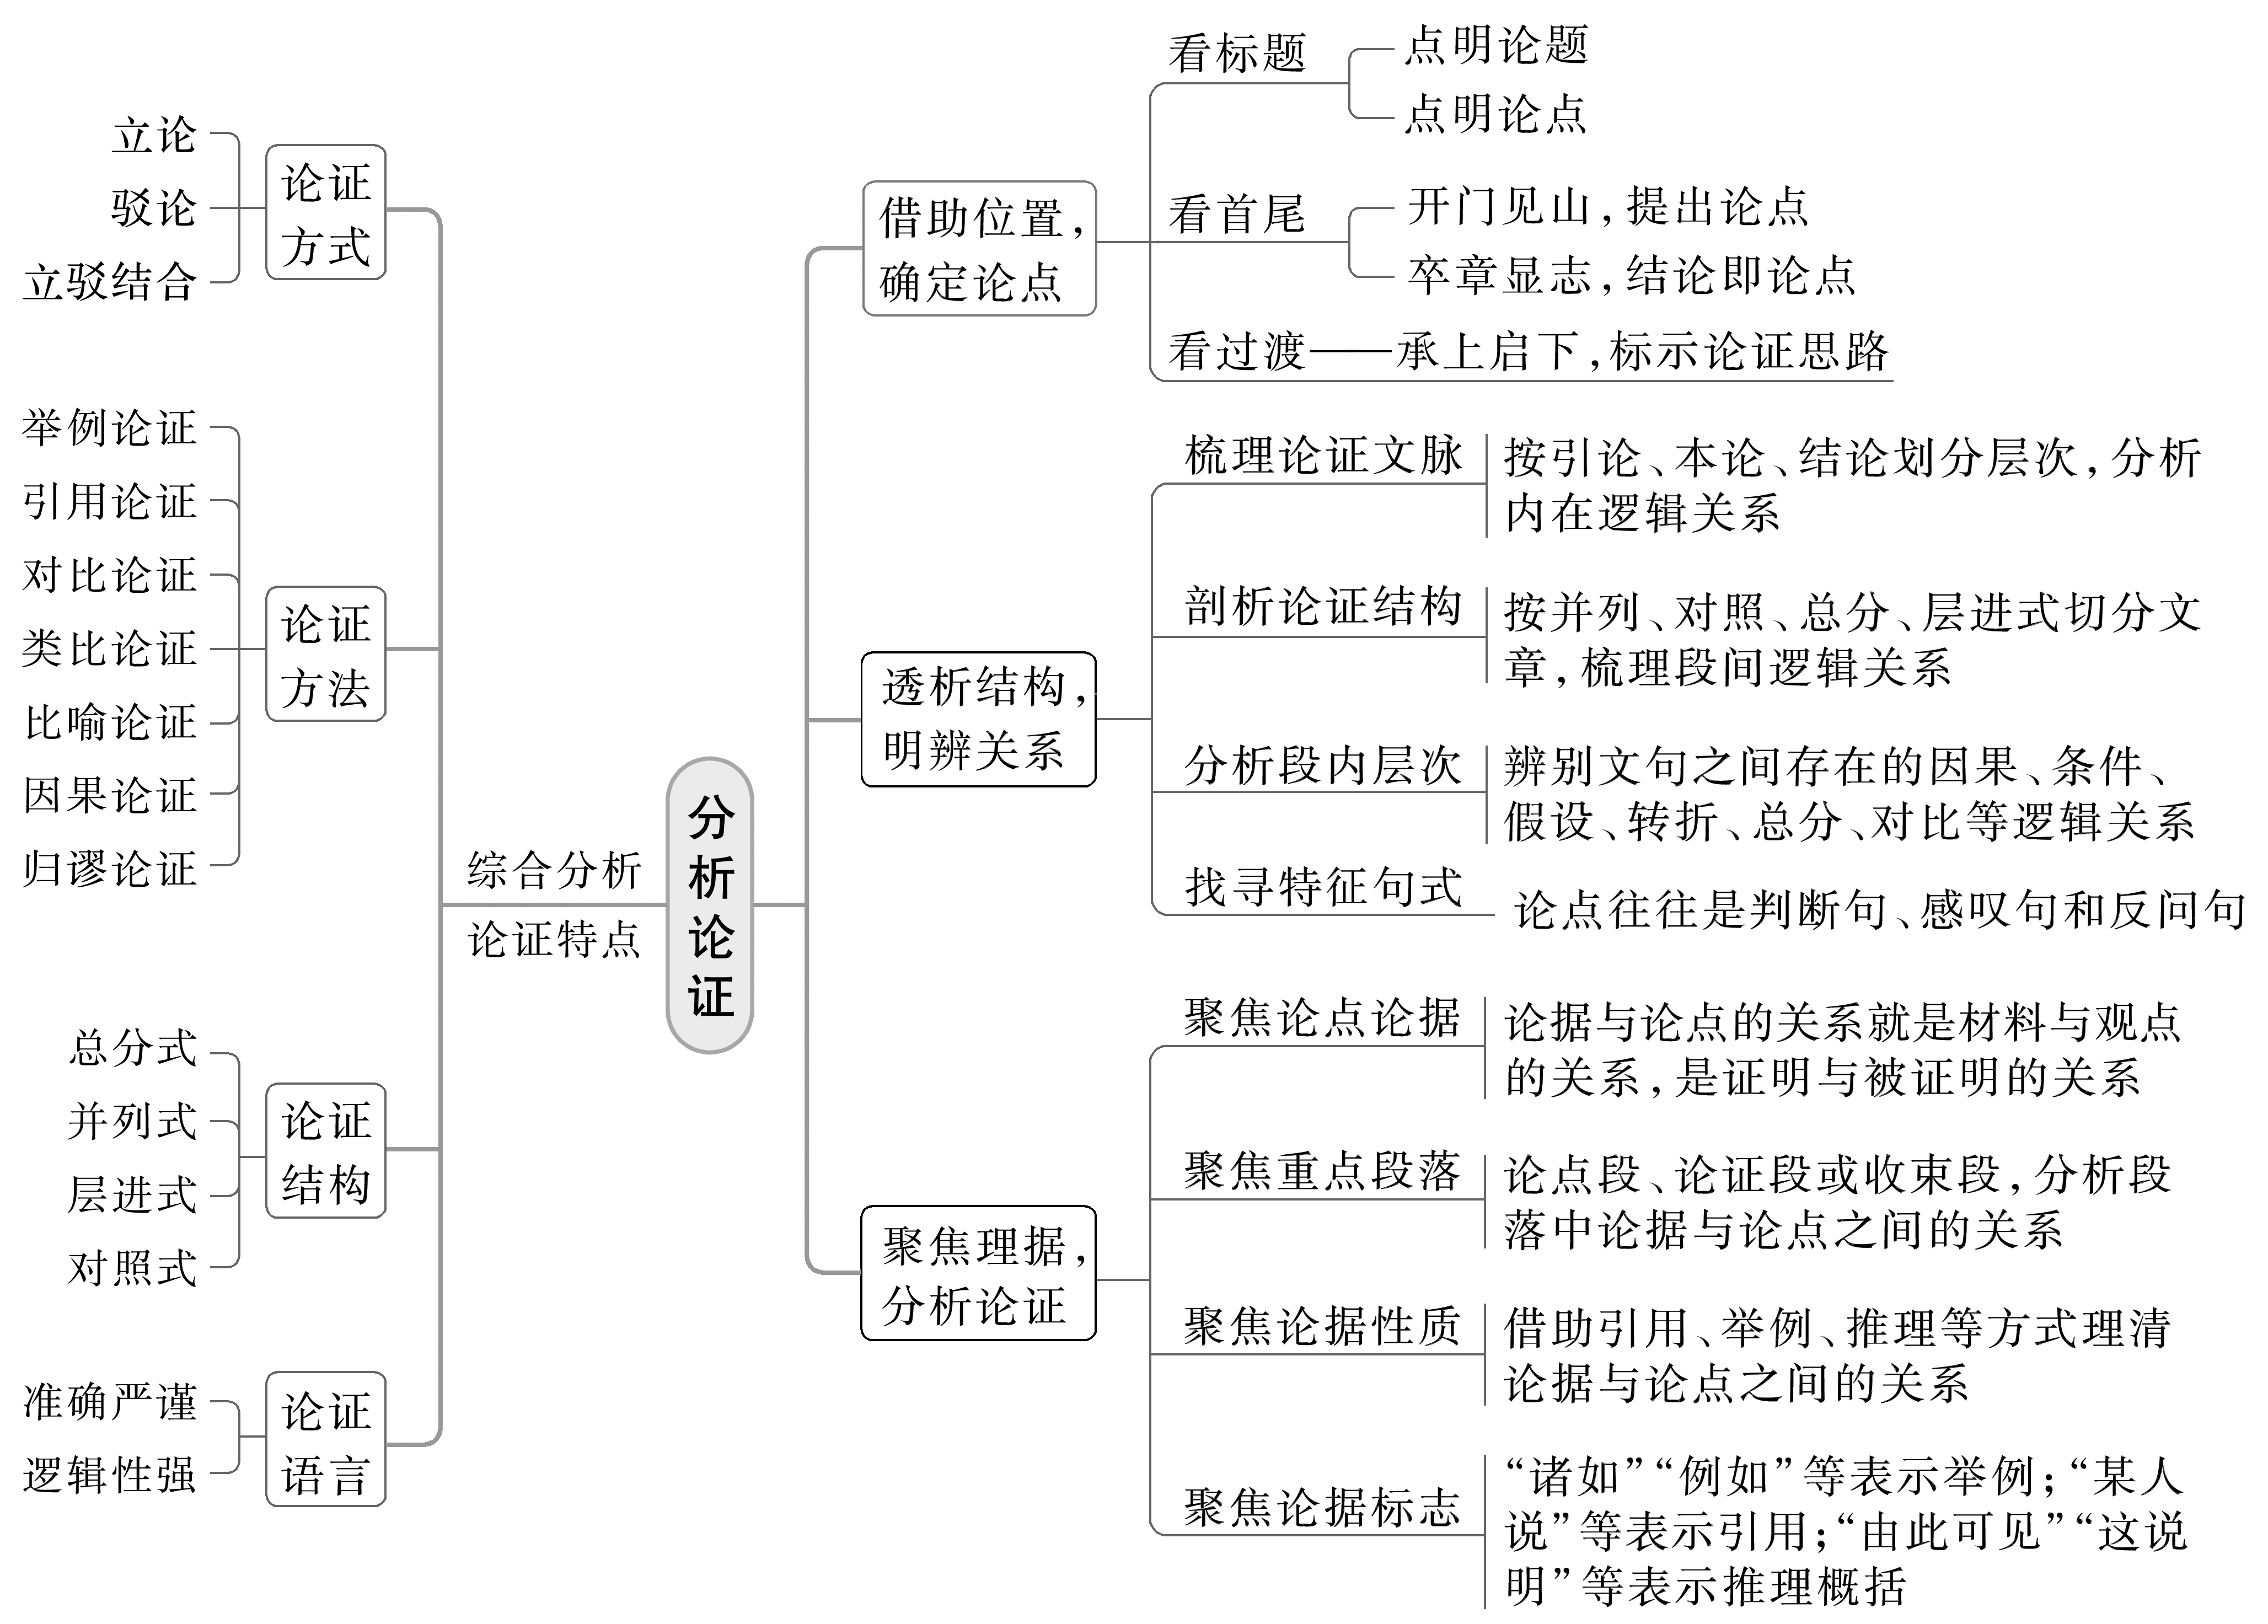 立论
驳论
立驳结合
论证
方式
举例论证
引用论证
对比论证
类比论证
比喻论证
因果论证
归谬论证
论证
方法
总分式
并列式
层进式
对照式
论证
结构
准确严谨
逻辑性强
论证
语言
综合分析
论证特点
分析论证
借助位置,
确定论点
看标题
点明论题
点明论点
看首尾
开门见山,提出论点
卒章显志,结论即论点
看过渡——承上启下,标示论证思路
透析结构,
明辨关系
梳理论证文脉
按引论、本论、结论划分层次,分析
内在逻辑关系
剖析论证结构
按并列、对照、总分、层进式切分文
章,梳理段间逻辑关系
分析段内层次
辨别文句之间存在的因果、条件、
假设、转折、总分、对比等逻辑关系
找寻特征句式
论点往往是判断句、感叹句和反问句
聚焦理据,
分析论证
聚焦论点论据
论据与论点的关系就是材料与观点
的关系,是证明与被证明的关系
聚焦重点段落
论点段、论证段或收束段,分析段
落中论据与论点之间的关系
聚焦论据性质
借助引用、举例、推理等方式理清
论据与论点之间的关系
聚焦论据标志
“诸如”“例如”等表示举例;“某人
说”等表示引用;“由此可见”“这说
明”等表示推理概括